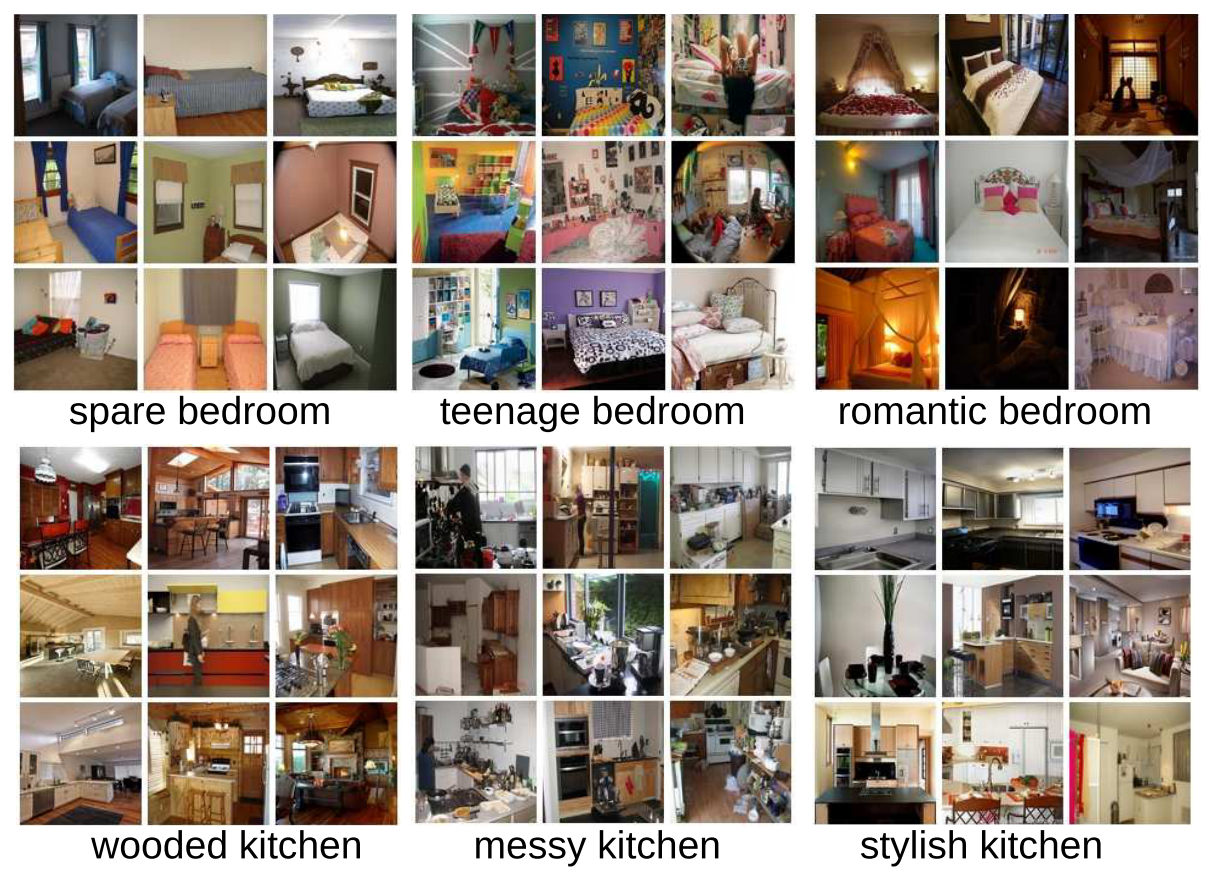 spare bedroom
teenage bedroom
romantic bedroom
wooded kitchen
messy kitchen
stylish kitchen